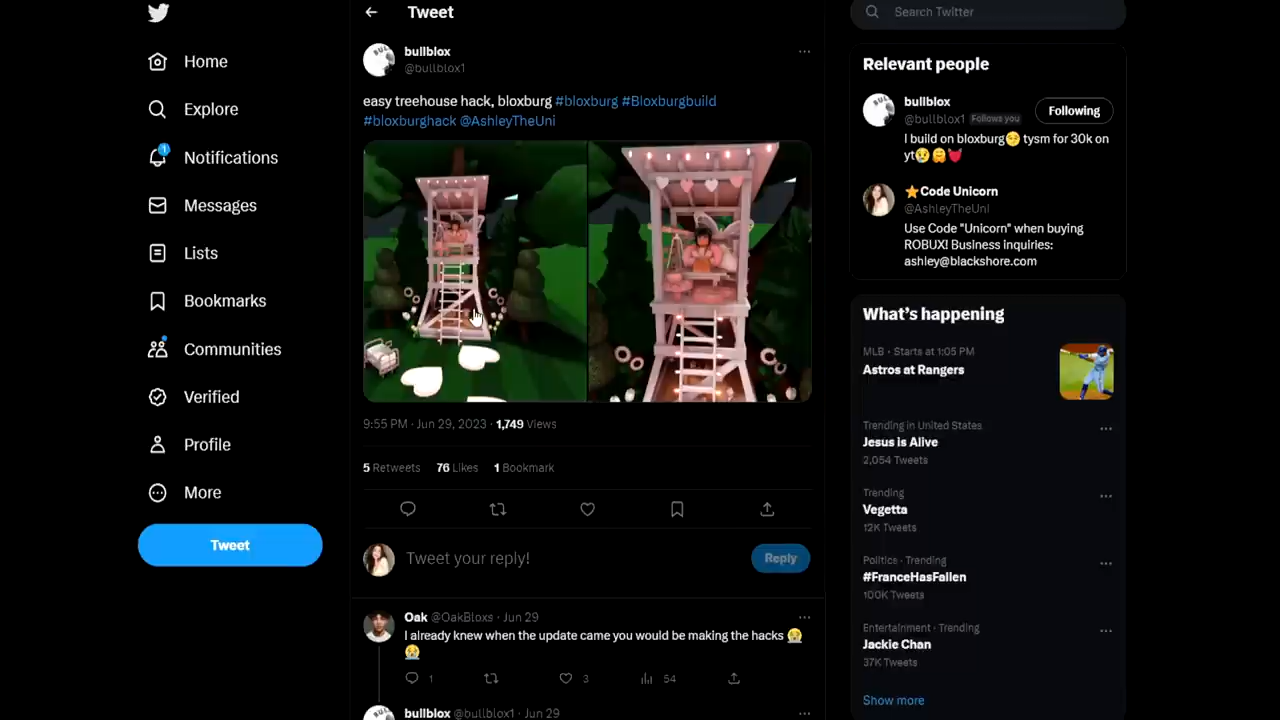 Home
Explore
1
Notifications
Messages
Lists
Bookmarks
Communities
Verified
Profile
More
Tweet
Tweet
bullblox
@bullblox1
easy treehouse hack, bloxburg #bloxburg #Bloxburgbuild
#bloxburghack @AshleyTheUni
9:55 PM · Jun 29, 2023 · 1,749 Views
5 Retweets 76 Likes 1 Bookmark
Tweet your reply!
Reply
Oak @OakBloxs · Jun 29
I already knew when the update came you would be making the hacks 😭
😭
1 3 54
bullblox @bullblox1 · Jun 29
Search Twitter
Relevant people
bullblox
@bullblox1 Follows you
Following
I build on bloxburg😏 tysm for 30k on
yt😢🤗💓
⭐Code Unicorn
@AshleyTheUni
Use Code "Unicorn" when buying
ROBUX! Business inquiries:
ashley@blackshore.com
What's happening
MLB · Starts at 1:05 PM
Astros at Rangers
Trending in United States
Jesus is Alive
2,054 Tweets
Trending
Vegetta
12K Tweets
Politics · Trending
#FranceHasFallen
100K Tweets
Entertainment · Trending
Jackie Chan
37K Tweets
Show more